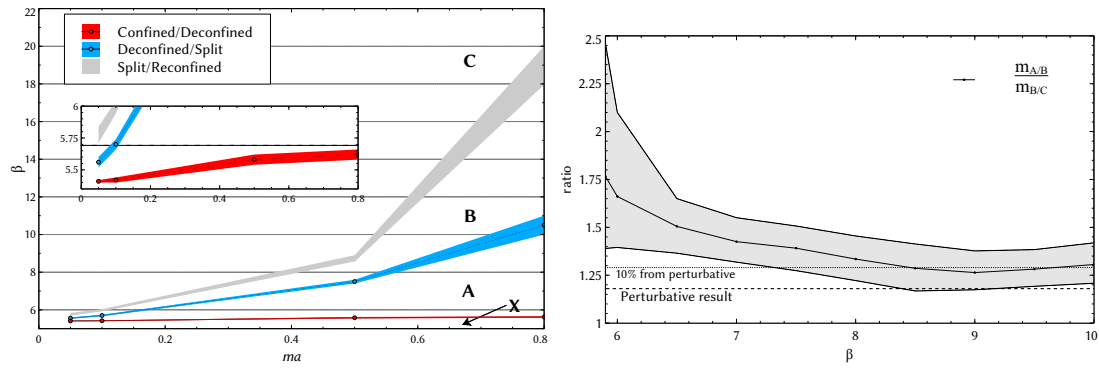 22
20
18
16
14
12
10
8
6
β
0
0.2
0.4
0.6
0.8
ma
Confined/Deconfined
Deconfined/Split
Split/Reconfined
C
B
A
X
6
5.75
5.5
0
0.2
0.4
0.6
0.8
2.5
2.25
2
1.75
1.5
1.25
1
ratio
6
7
8
9
10
β
m_{A/B}
m_{B/C}
10% from perturbative
Perturbative result